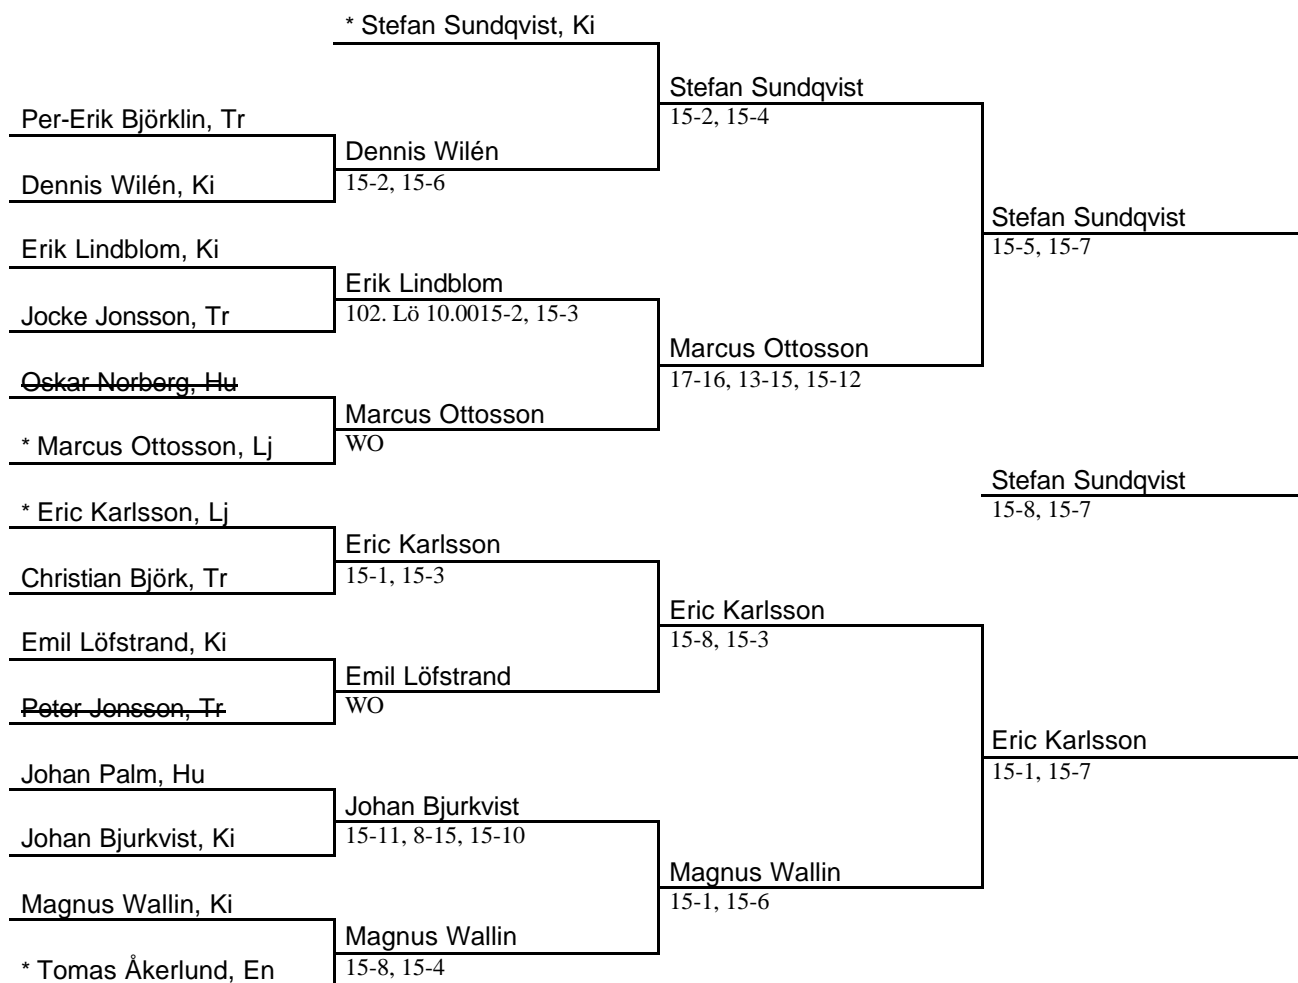 * Stefan Sundqvist, Ki
Stefan Sundqvist
15-2, 15-4
Per-Erik Björklin, Tr
Dennis Wilén
15-2, 15-6
Dennis Wilén, Ki
Stefan Sundqvist
15-5, 15-7
Erik Lindblom, Ki
Erik Lindblom
102. Lö 10.0015-2, 15-3
Jocke Jonsson, Tr
Marcus Ottosson
17-16, 13-15, 15-12
Oskar Norberg, Hu
Marcus Ottosson
WO
* Marcus Ottosson, Lj
Stefan Sundqvist
15-8, 15-7
* Eric Karlsson, Lj
Eric Karlsson
15-1, 15-3
Christian Björk, Tr
Eric Karlsson
15-8, 15-3
Emil Löfstrand, Ki
Emil Löfstrand
WO
Peter Jonsson, Tr
Eric Karlsson
15-1, 15-7
Johan Palm, Hu
Johan Bjurkvist
15-11, 8-15, 15-10
Johan Bjurkvist, Ki
Magnus Wallin
15-1, 15-6
Magnus Wallin, Ki
Magnus Wallin
15-8, 15-4
* Tomas Åkerlund, En